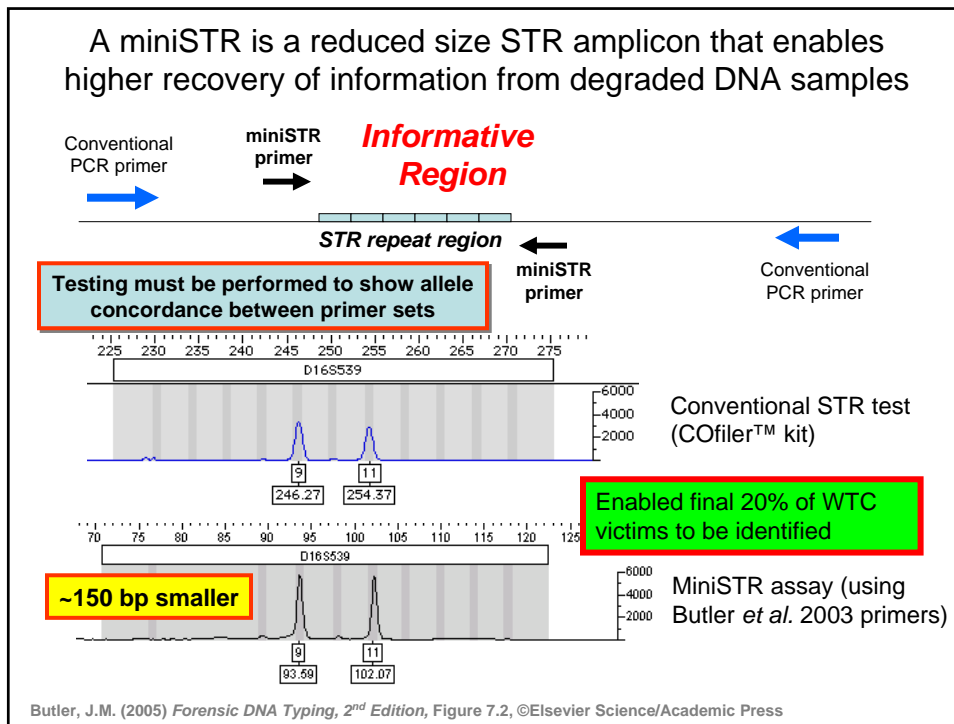 A miniSTR is a reduced size STR amplicon that enables
higher recovery of information from degraded DNA samples
Conventional
PCR primer
miniSTR
primer
Informative
Region
STR repeat region
miniSTR
primer
Conventional
PCR primer
Testing must be performed to show allele
concordance between primer sets
225 230 235 240 245 250 255 260 265 270 275
D16S539
6000
4000
2000
9 11
246.27 254.37
Conventional STR test
(COfiler™ kit)
Enabled final 20% of WTC
victims to be identified
70 75 80 85 90 95 100 105 110 115 120 125
D16S539
~150 bp smaller
6000
4000
2000
9 11
93.59 102.07
MiniSTR assay (using
Butler et al. 2003 primers)
Butler, J.M. (2005) Forensic DNA Typing, 2nd Edition, Figure 7.2, ©Elsevier Science/Academic Press